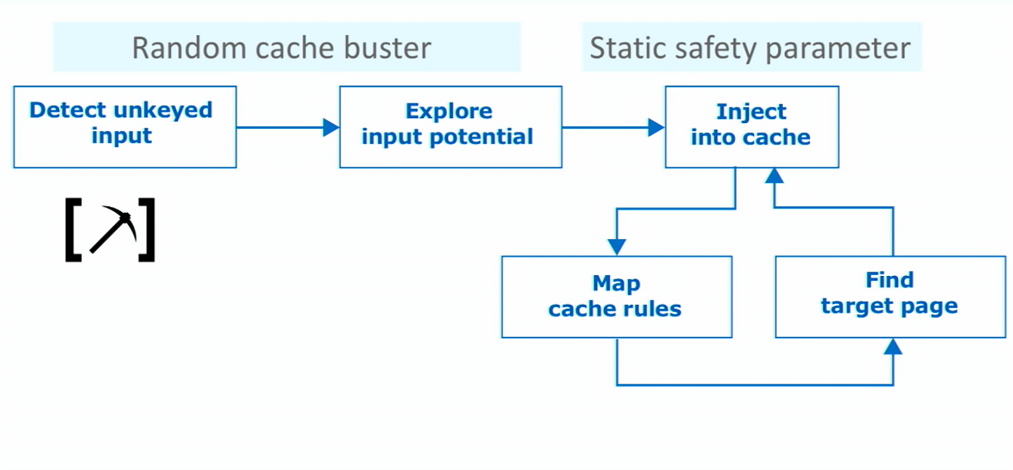 Random cache buster
Static safety parameter
Detect unkeyed
input
Explore
input potential
Inject
into cache
Map
cache rules
Find
target page